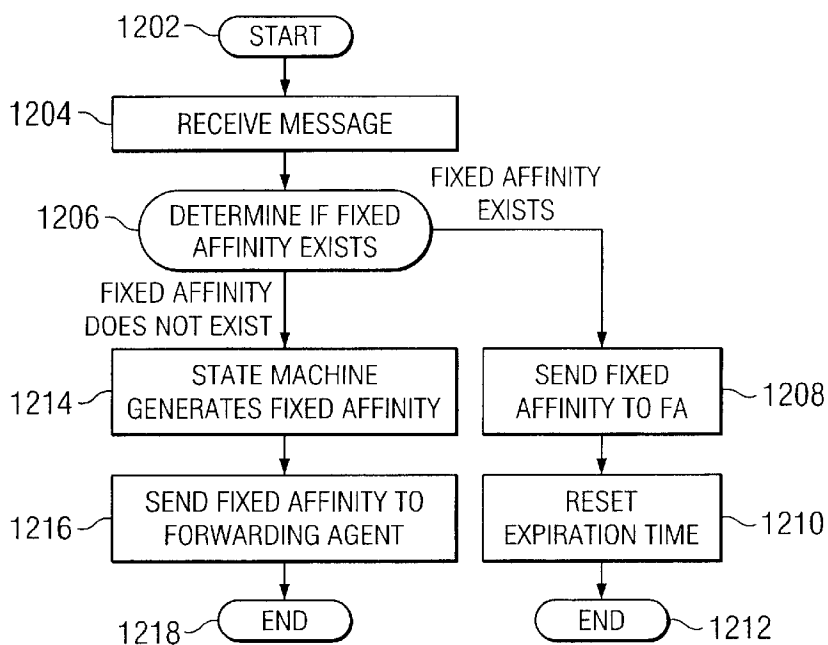 1202
START
1204
RECEIVE MESSAGE
1206
DETERMINE IF FIXED
AFFINITY EXISTS
FIXED AFFINITY
EXISTS
FIXED AFFINITY
DOES NOT EXIST
1214
STATE MACHINE
GENERATES FIXED AFFINITY
SEND FIXED
AFFINITY TO FA
1208
1216
SEND FIXED AFFINITY TO
FORWARDING AGENT
RESET
EXPIRATION TIME
1210
1218
END
END
1212